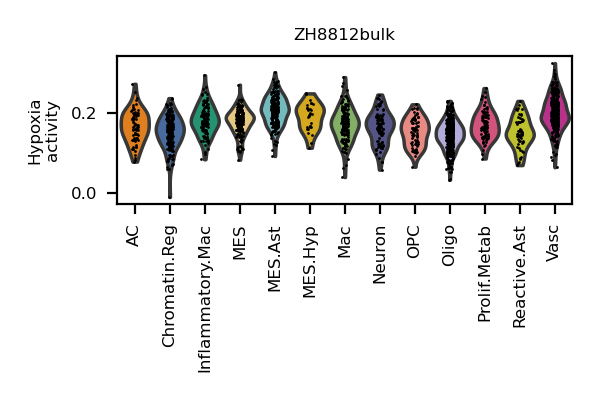 ZH8812bulk
Hypoxia
activity
0.2
0.0
AC
Chromatin.Reg
Inflammatory.Mac
MES
MES.Ast
MES.Hyp
Mac
Neuron
OPC
Oligo
Prolif.Metab
Reactive.Ast
Vasc